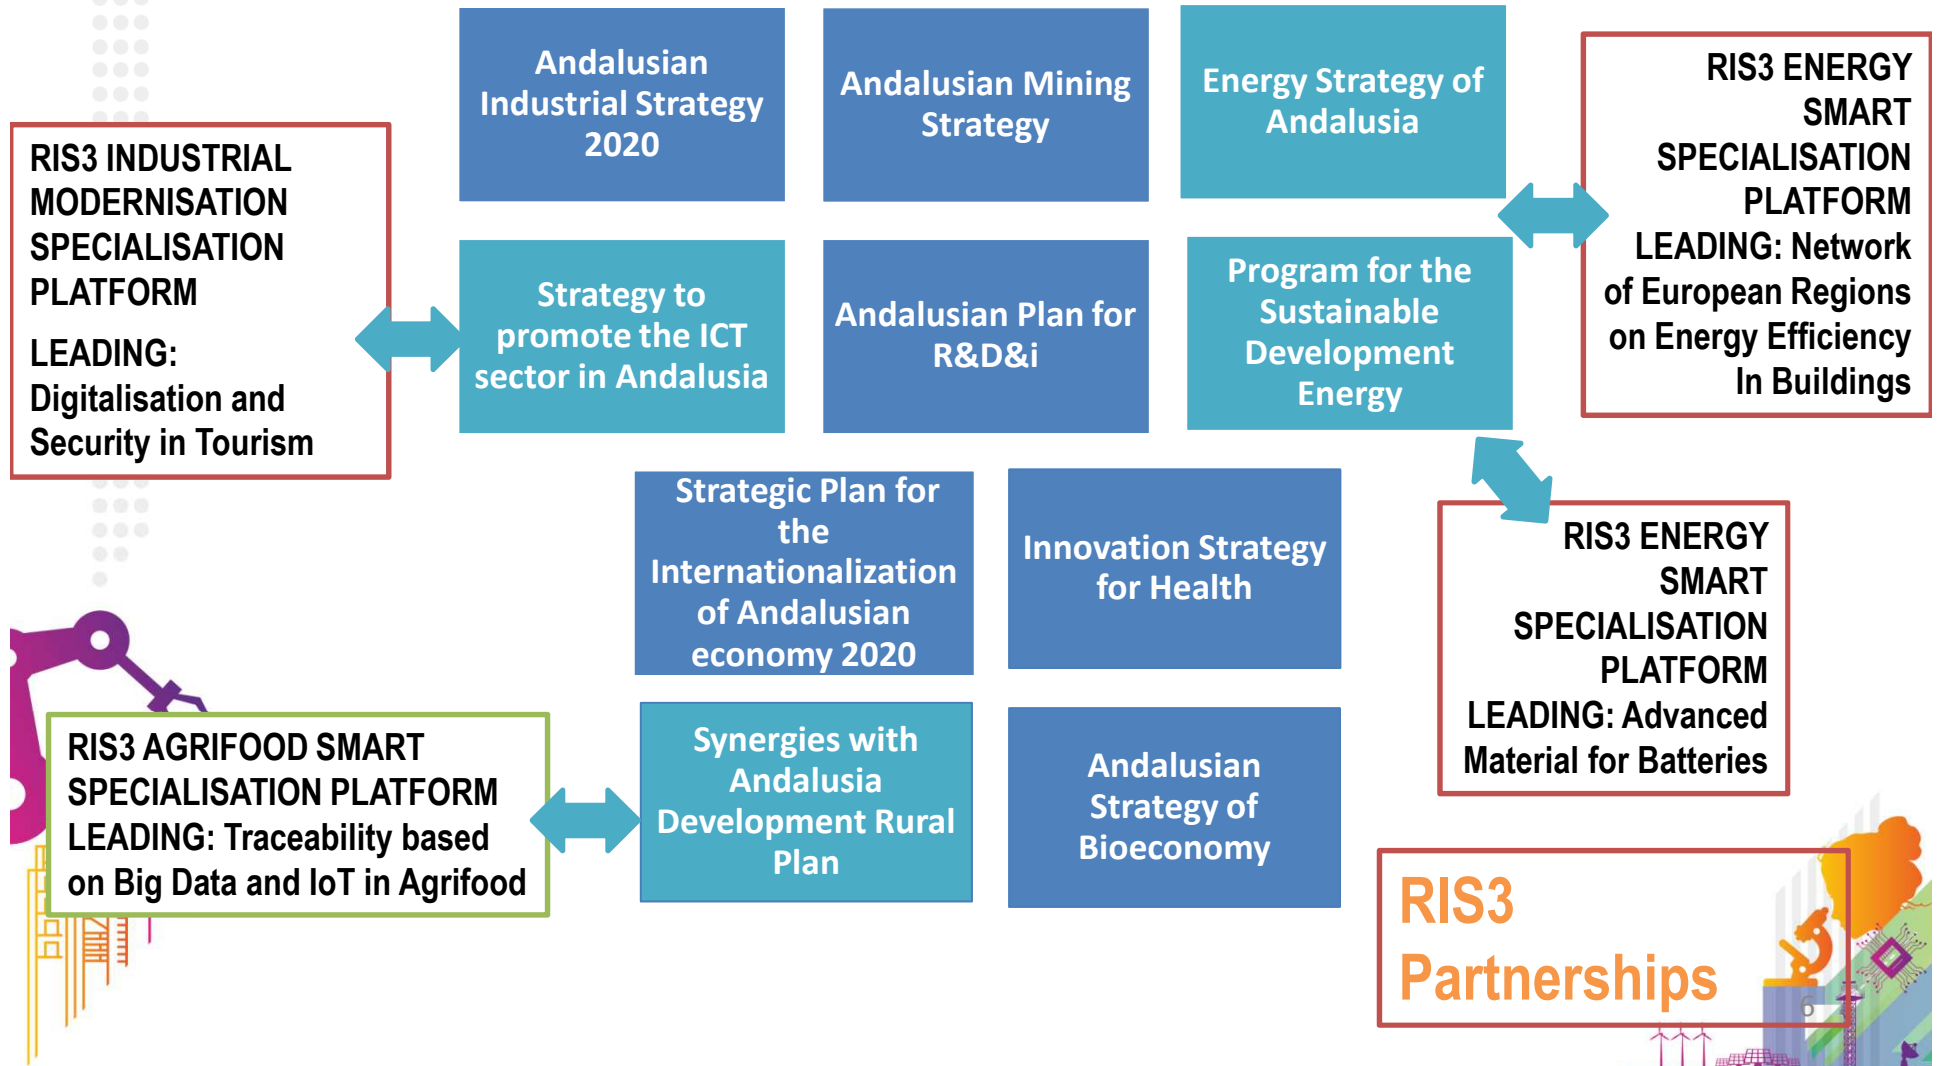 Andalusian
Industrial Strategy
2020
Andalusian Mining
Strategy
Energy Strategy of
Andalusia
RIS3 ENERGY
SMART
SPECIALISATION
PLATFORM
LEADING: Network
of European Regions
on Energy Efficiency
In Buildings
RIS3 INDUSTRIAL
MODERNISATION
SPECIALISATION
PLATFORM
LEADING:
Digitalisation and
Security in Tourism
Strategy to
promote the ICT
sector in Andalusia
Andalusian Plan for
R&D&i
Program for the
Sustainable
Development
Energy
Strategic Plan for
the
Internationalization
of Andalusian
economy 2020
Innovation Strategy
for Health
RIS3 ENERGY
SMART
SPECIALISATION
PLATFORM
LEADING: Advanced
Material for Batteries
RIS3 AGRIFOOD SMART
SPECIALISATION PLATFORM
LEADING: Traceability based
on Big Data and IoT in Agrifood
Synergies with
Andalusia
Development Rural
Plan
Andalusian
Strategy of
Bioeconomy
RIS3
Partnerships
6